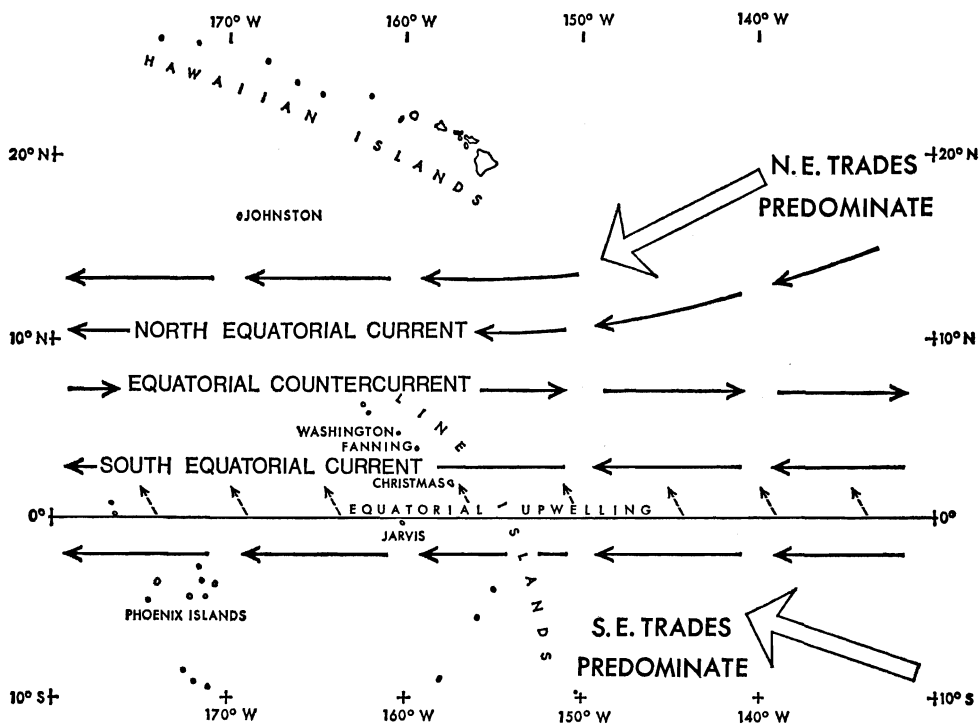 170° W 160° W 150° W 140° W
HAWAIIAN ISLANDS
20° N 20° N
N.E. TRADES
PREDOMINATE
JOHNSTON
10° N NORTH EQUATORIAL CURRENT 10° N
EQUATORIAL COUNTERCURRENT
LINE ISLANDS
WASHINGTON
FANNING
SOUTH EQUATORIAL CURRENT
CHRISTMAS
0° EQUATORIAL UPWELLING 0°
JARVIS
PHOENIX ISLANDS
S.E. TRADES
PREDOMINATE
10° S 10° S
170° W 160° W 150° W 140° W